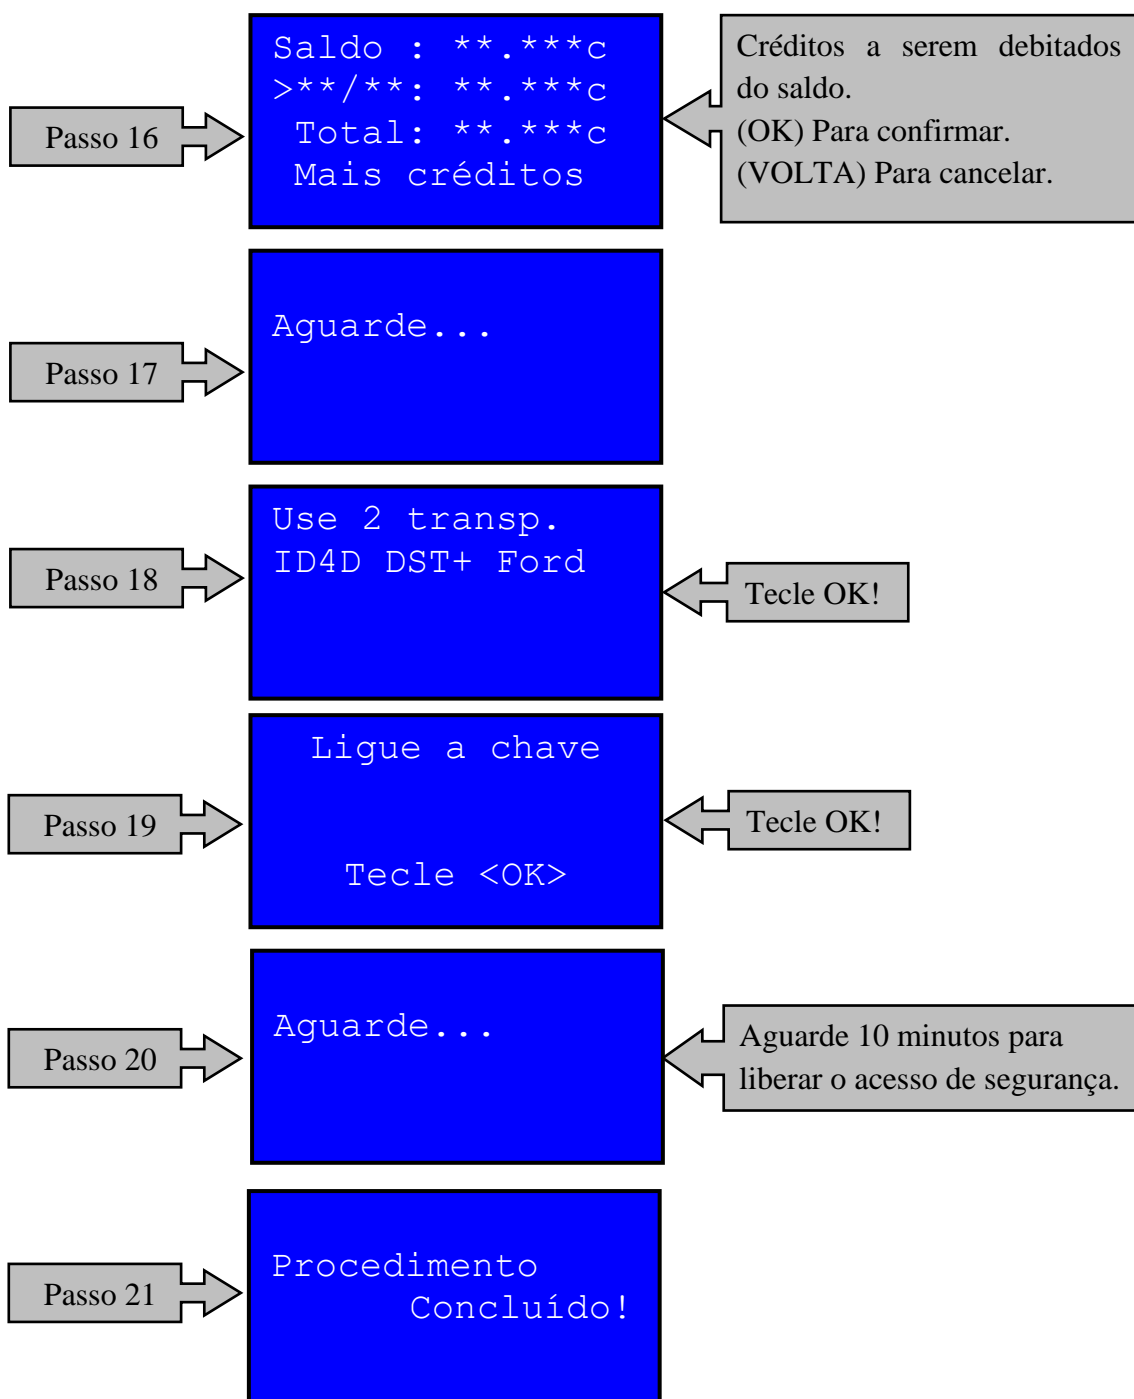 Passo 16
Saldo : **.***c
>**/**: **.***c
Total: **.***c
Mais créditos
Créditos a serem debitados
do saldo.
(OK) Para confirmar.
(VOLTA) Para cancelar.
Passo 17
Aguarde...
Passo 18
Use 2 transp.
ID4D DST+ Ford
Tecle OK!
Passo 19
Ligue a chave
Tecle <OK>
Tecle OK!
Passo 20
Aguarde...
Aguarde 10 minutos para
liberar o acesso de segurança.
Passo 21
Procedimento
Concluído!